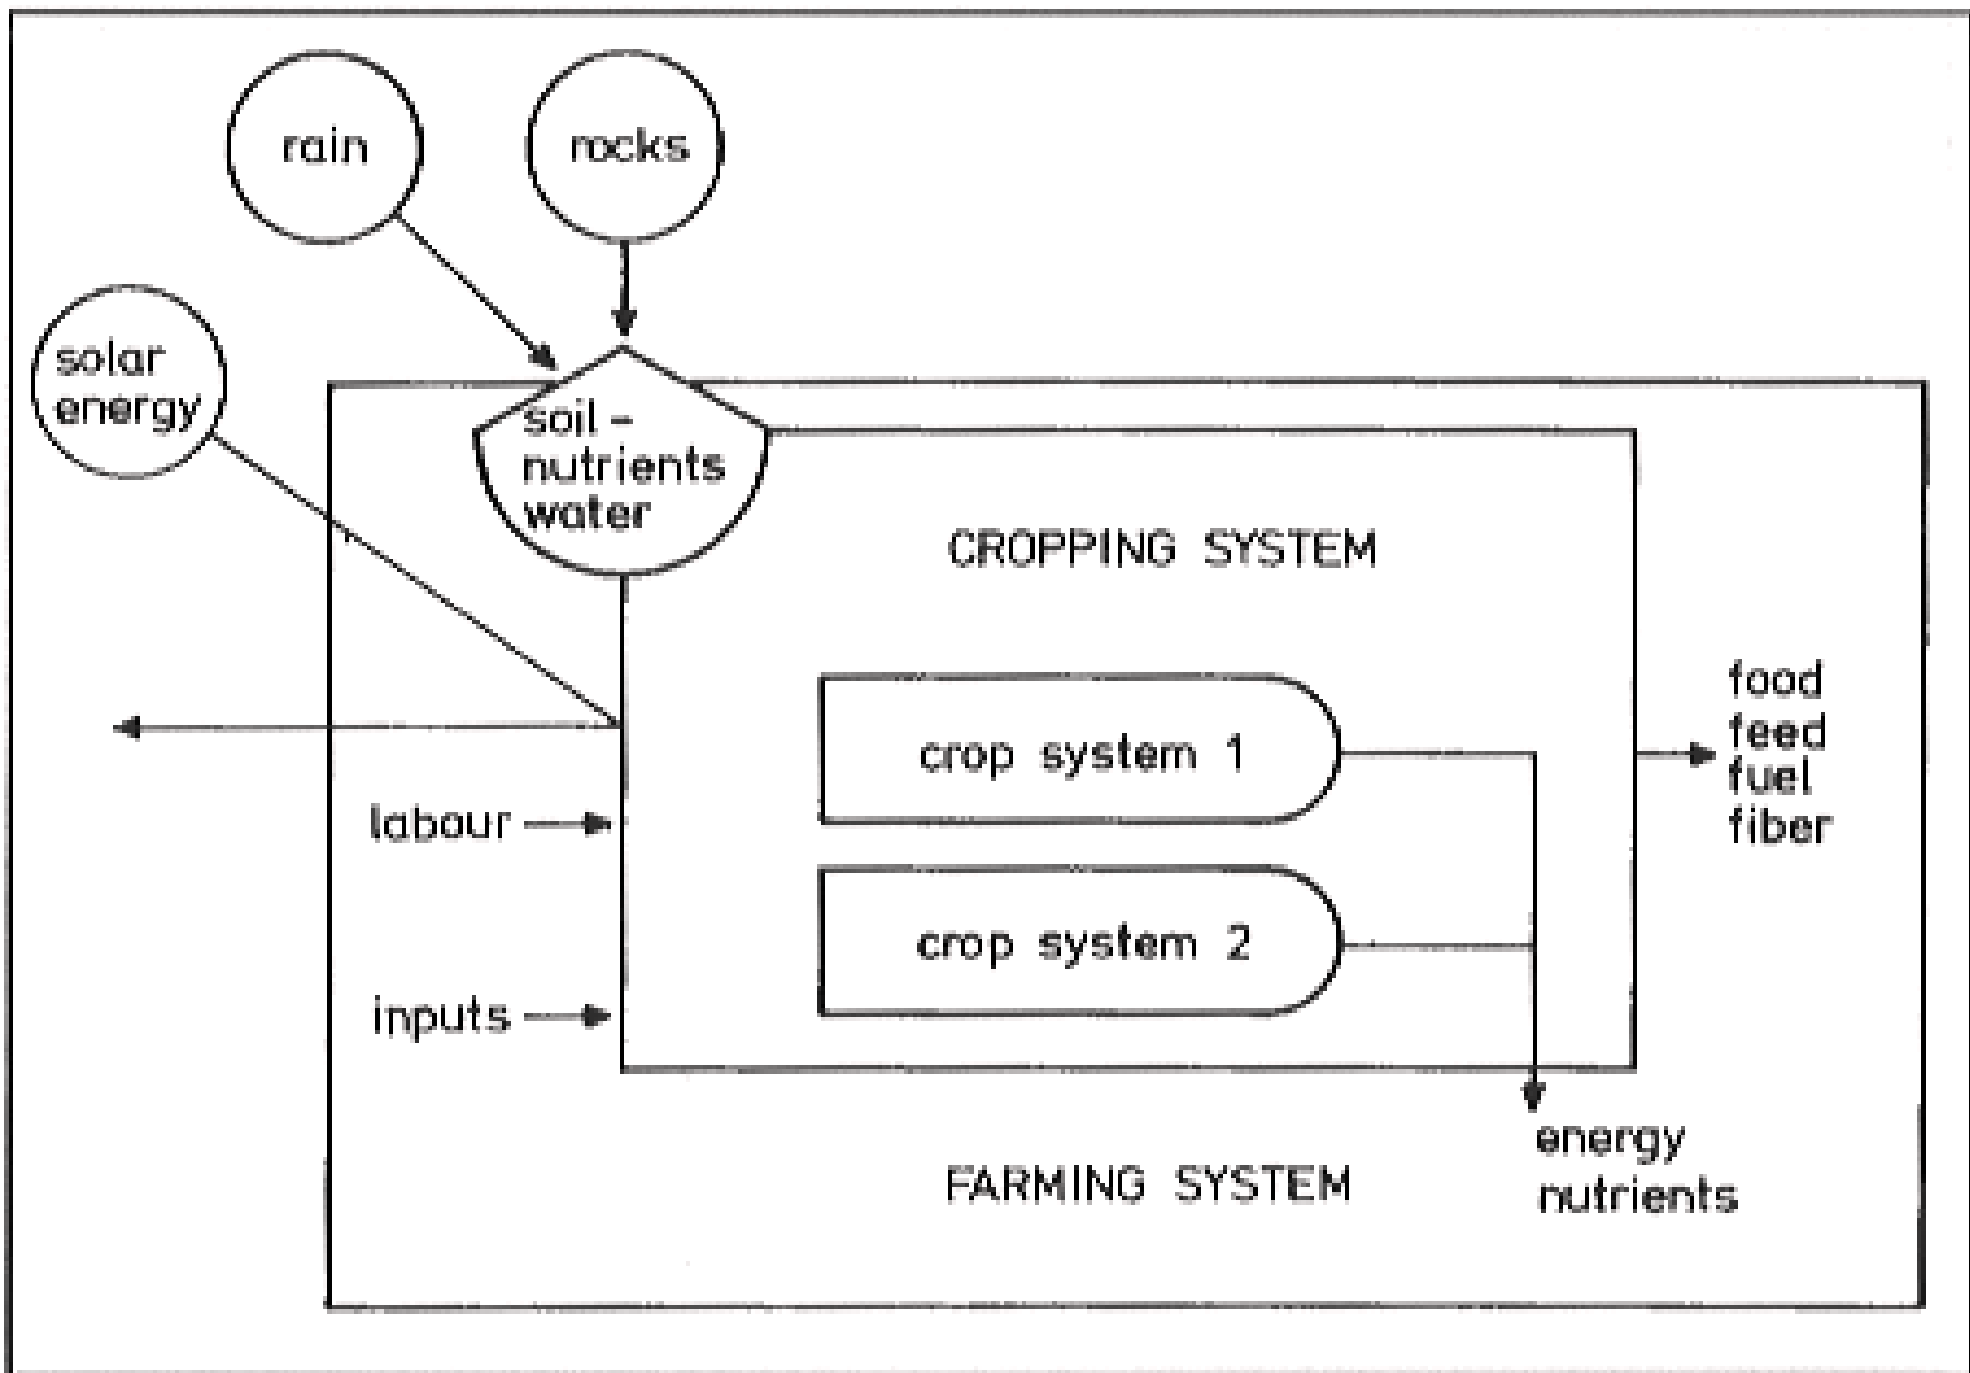 rain
rocks
solar
energy
soil -
nutrients
water
CROPPING SYSTEM
crop system 1
food
feed
fuel
fiber
labour
crop system 2
inputs
energy
nutrients
FARMING SYSTEM